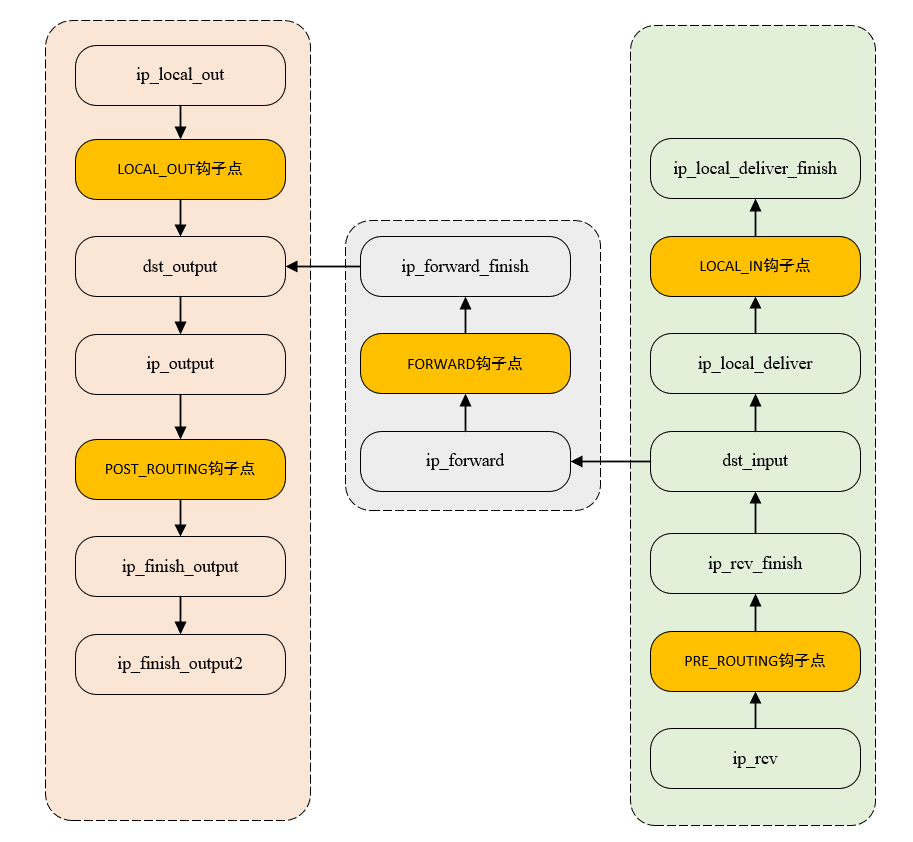 ip_local_out
LOCAL_OUT钩子点
dst_output
ip_output
POST_ROUTING钩子点
ip_finish_output
ip_finish_output2
ip_forward_finish
FORWARD钩子点
ip_forward
ip_local_deliver_finish
LOCAL_IN钩子点
ip_local_deliver
dst_input
ip_rcv_finish
PRE_ROUTING钩子点
ip_rcv